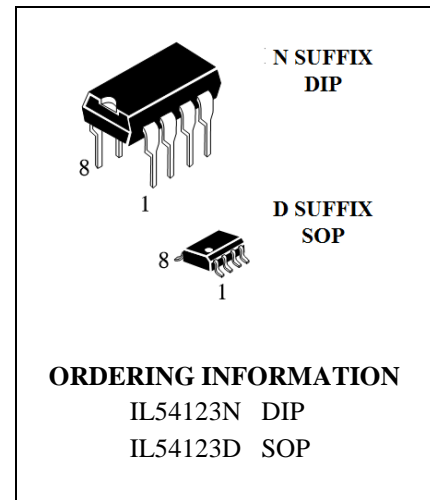 N SUFFIX
DIP
8
1
D SUFFIX
SOP
8
1
ORDERING INFORMATION
IL54123N DIP
IL54123D SOP